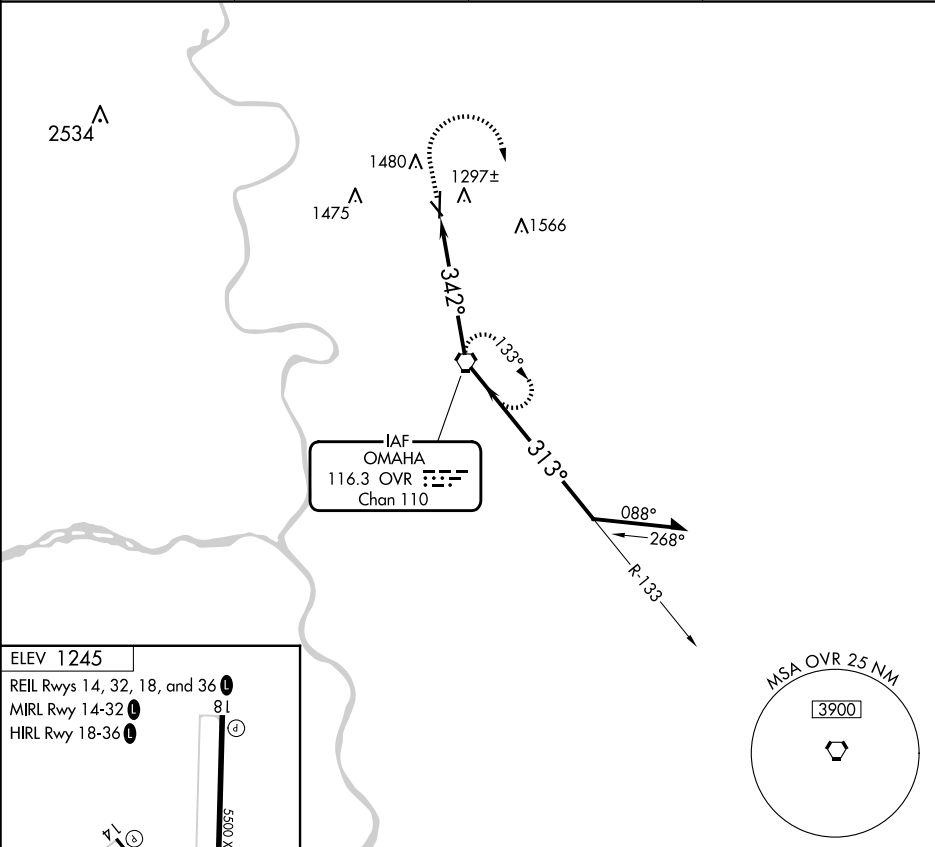 2534
1480
1297±
1475
1566
342°
133°
IAF
OMAHA
116.3 OVR
Chan 110
313°
088°
268°
R-133
ELEV 1245
REIL Rwys 14, 32, 18, and 36 L
MIRL Rwy 14-32 L
HIRL Rwy 18-36 L
18
P
5500 X
14
P
MSA OVR 25 NM
3900